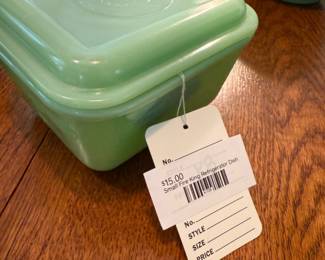 No.
$15.00
Small Fire King Refrigerator Dish
No.
STYLE
SIZE
PRICE